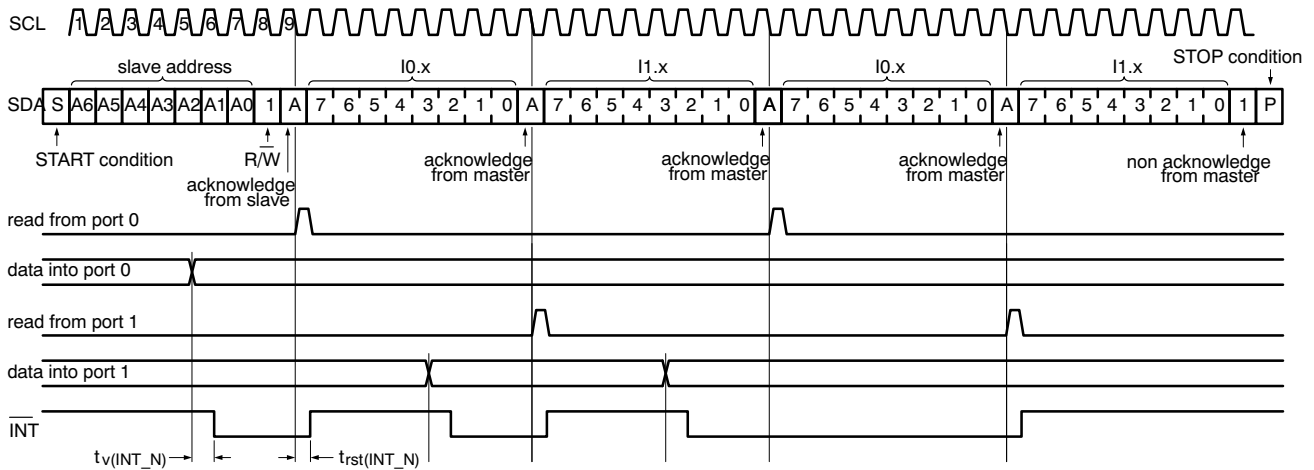 SCL 1 2 3 4 5 6 7 8 9
STOP condition
slave address I0.x I1.x I0.x I1.x
SDA S A6 A5 A4 A3 A2 A1 A0 1 A 7 6 5 4 3 2 1 0 A 7 6 5 4 3 2 1 0 A 7 6 5 4 3 2 1 0 A 7 6 5 4 3 2 1 0 1 P
START condition R/W
acknowledge from slave
acknowledge from master
acknowledge from master
acknowledge from master
non acknowledge from master
read from port 0
data into port 0
read from port 1
data into port 1
INT
tv(INT_N) trst(INT_N)